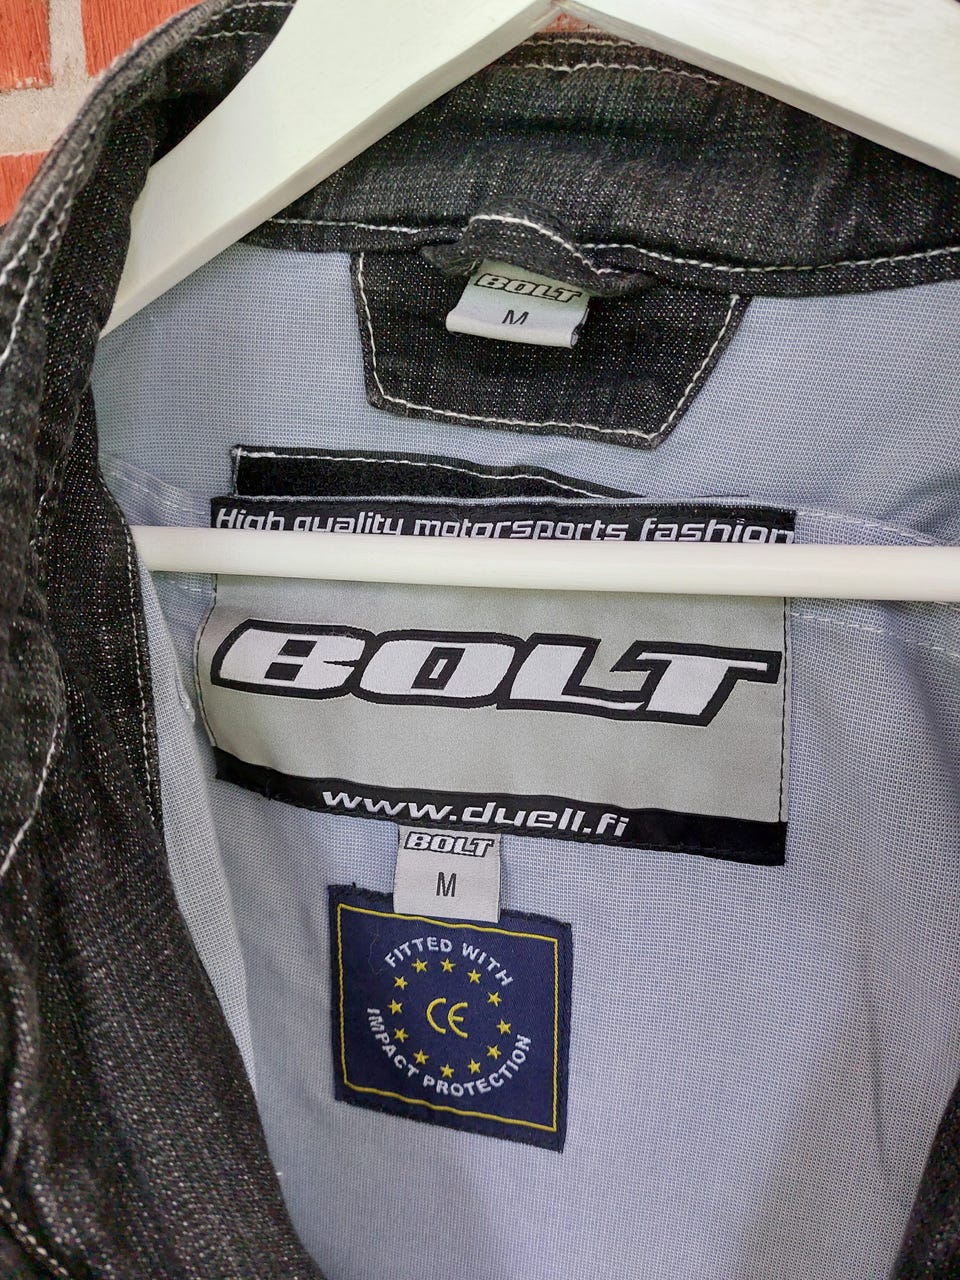 BOLT
M
High quality motorsports fashion
BOLT
www.duell.fi
BOLT
M
FITTED WITH
CE
IMPACT PROTECTION